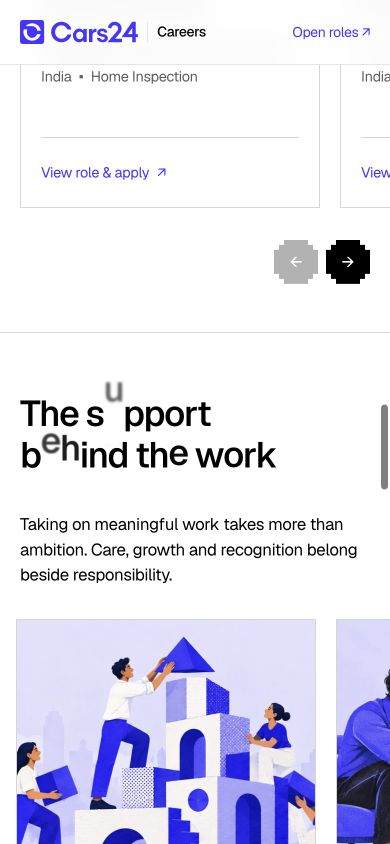 Cars24 Careers Open roles ↗
India • Home Inspection India
View role & apply ↗ View
← →
The support
behind the work
Taking on meaningful work takes more than
ambition. Care, growth and recognition belong
beside responsibility.